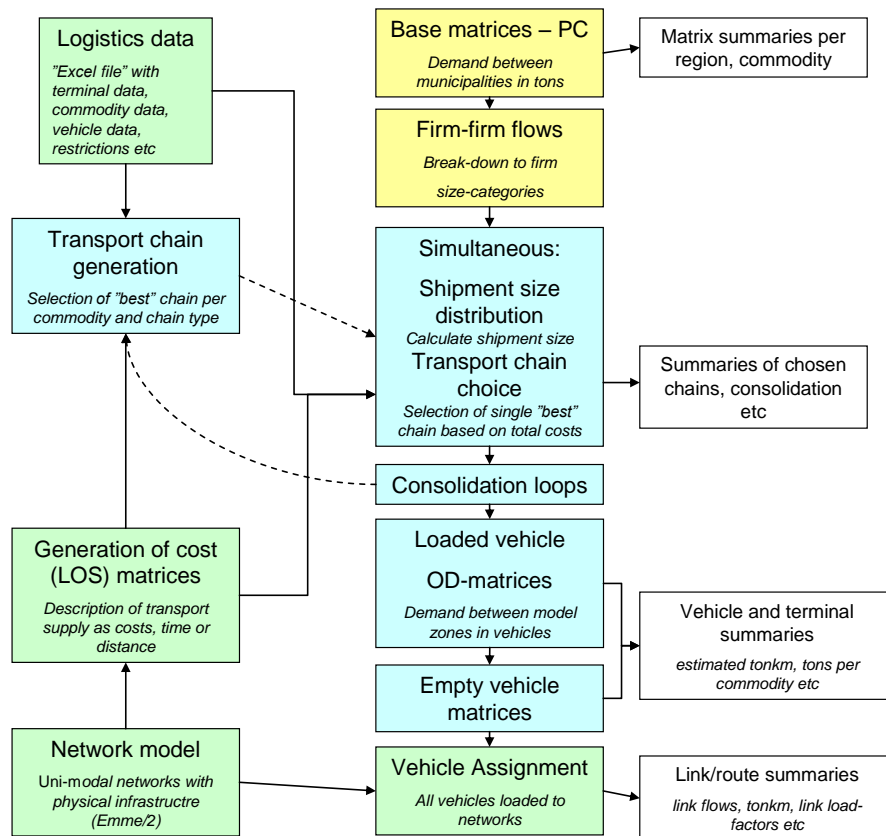 Logistics data
”Excel file” with
terminal data,
commodity data,
vehicle data,
restrictions etc
Base matrices – PC
Demand between
municipalities in tons
Matrix summaries per
region, commodity
Firm-firm flows
Break-down to firm
size-categories
Transport chain
generation
Selection of ”best” chain per
commodity and chain type
Simultaneous:
Shipment size
distribution
Calculate shipment size
Transport chain
choice
Selection of single ”best”
chain based on total costs
Summaries of chosen
chains, consolidation
etc
Consolidation loops
Generation of cost
(LOS) matrices
Description of transport
supply as costs, time or
distance
Loaded vehicle
OD-matrices
Demand between model
zones in vehicles
Vehicle and terminal
summaries
estimated tonkm, tons per
commodity etc
Empty vehicle
matrices
Network model
Uni-modal networks with
physical infrastructre
(Emme/2)
Vehicle Assignment
All vehicles loaded to
networks
Link/route summaries
link flows, tonkm, link load-
factors etc